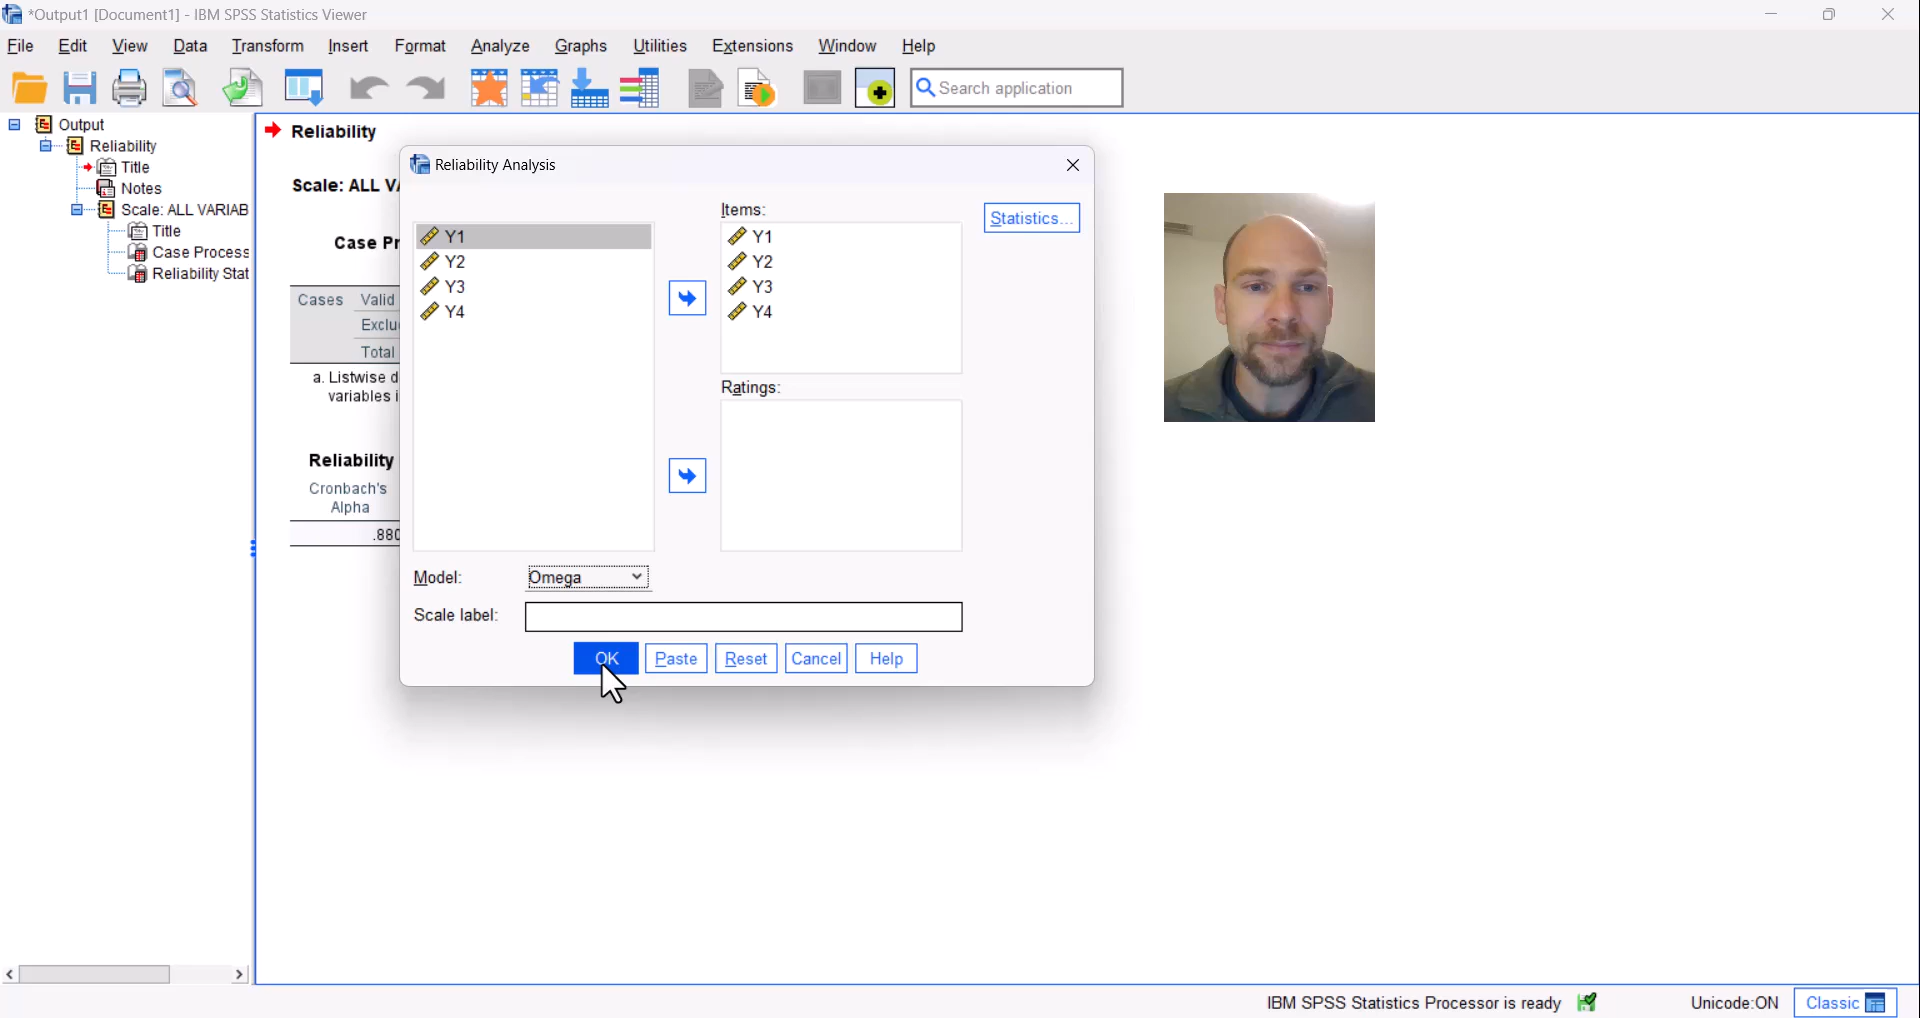 *Output1 [Document1] - IBM SPSS Statistics Viewer
File Edit View Data Transform Insert Format Analyze Graphs Utilities Extensions Window Help
Search application
Output
Reliability
Title
Notes
Scale: ALL VARIAB
Title
Case Process
Reliability Stat
Reliability
Scale: ALL VA
Case Pr
Cases Valid
Exclu
Total
a. Listwise d
variables i
Reliability
Cronbach's
Alpha
.880
Reliability Analysis
Y1
Y2
Y3
Y4
Items:
Y1
Y2
Y3
Y4
Statistics...
Ratings:
Model: Omega
Scale label:
OK Paste Reset Cancel Help
IBM SPSS Statistics Processor is ready Unicode:ON Classic